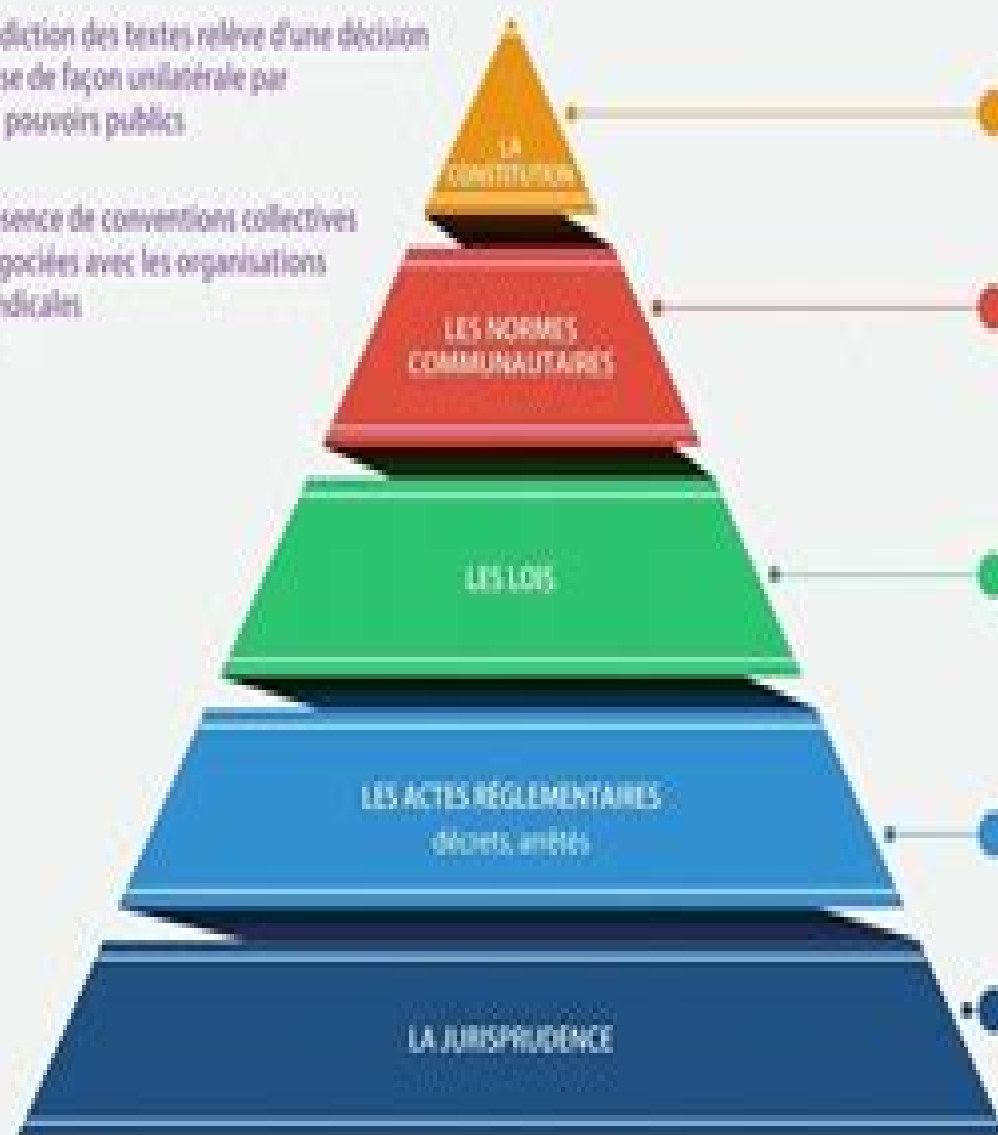 diction des textes relève d'une décision
se de façon unilatérale par
pouvoirs publics
sence de conventions collectives
gociées avec les organisations
ndicales
LA
CONSTITUTION
LES NORMES
COMMUNAUTAIRES
LES LOIS
LES ACTES RÉGLEMENTAIRES
décrets, arrêtés
LA JURISPRUDENCE